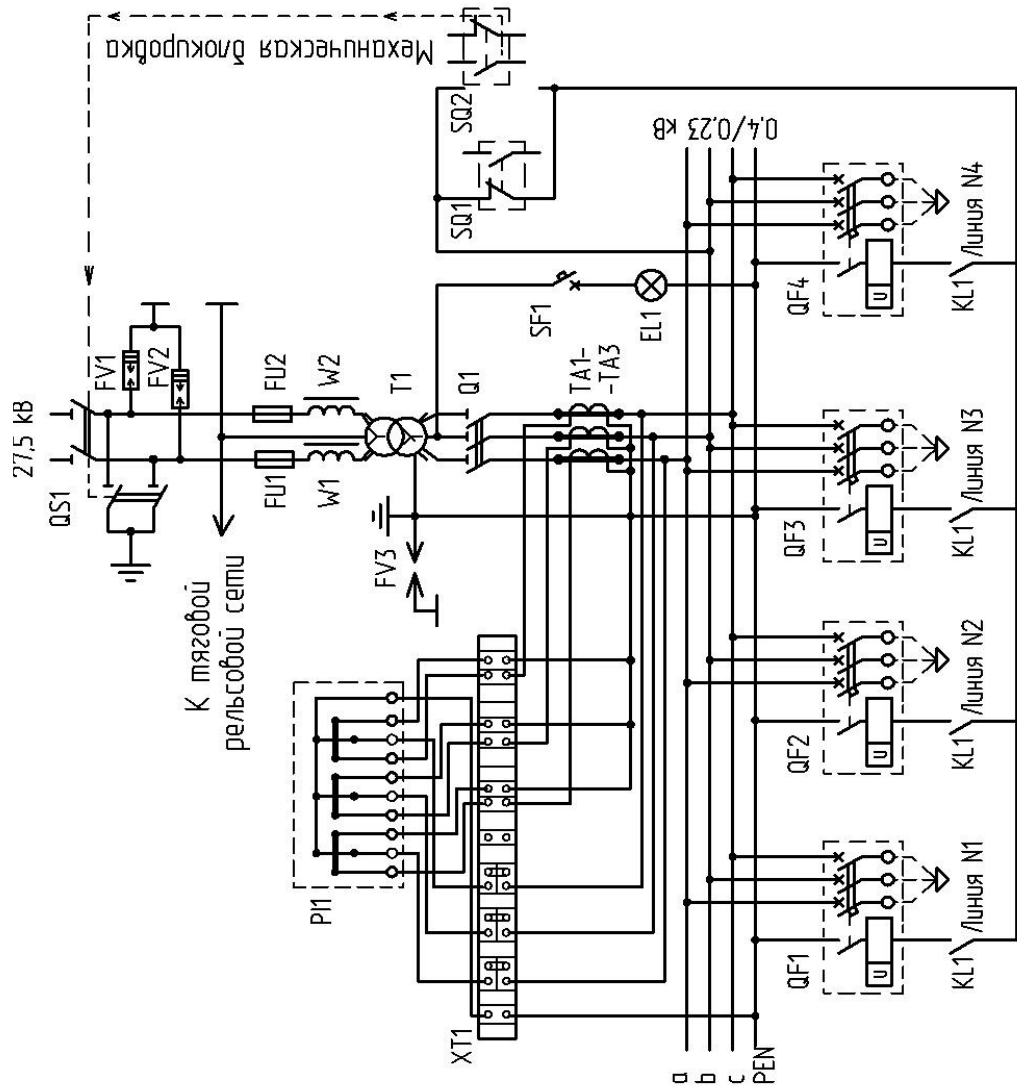 27,5 кВ
QS1
FV1
FV2
Механическая блокировка
К тяговой
рельсовой сети
FU1
FU2
W1
W2
T1
Q1
FV3
TA1-
-TA3
SQ1
SQ2
SF1
EL1
0,4/0,23 кВ
PI1
XT1
a
b
c
PEN
QF1
U
KL1
Линия N1
QF2
U
KL1
Линия N2
QF3
U
KL1
Линия N3
QF4
U
KL1
Линия N4